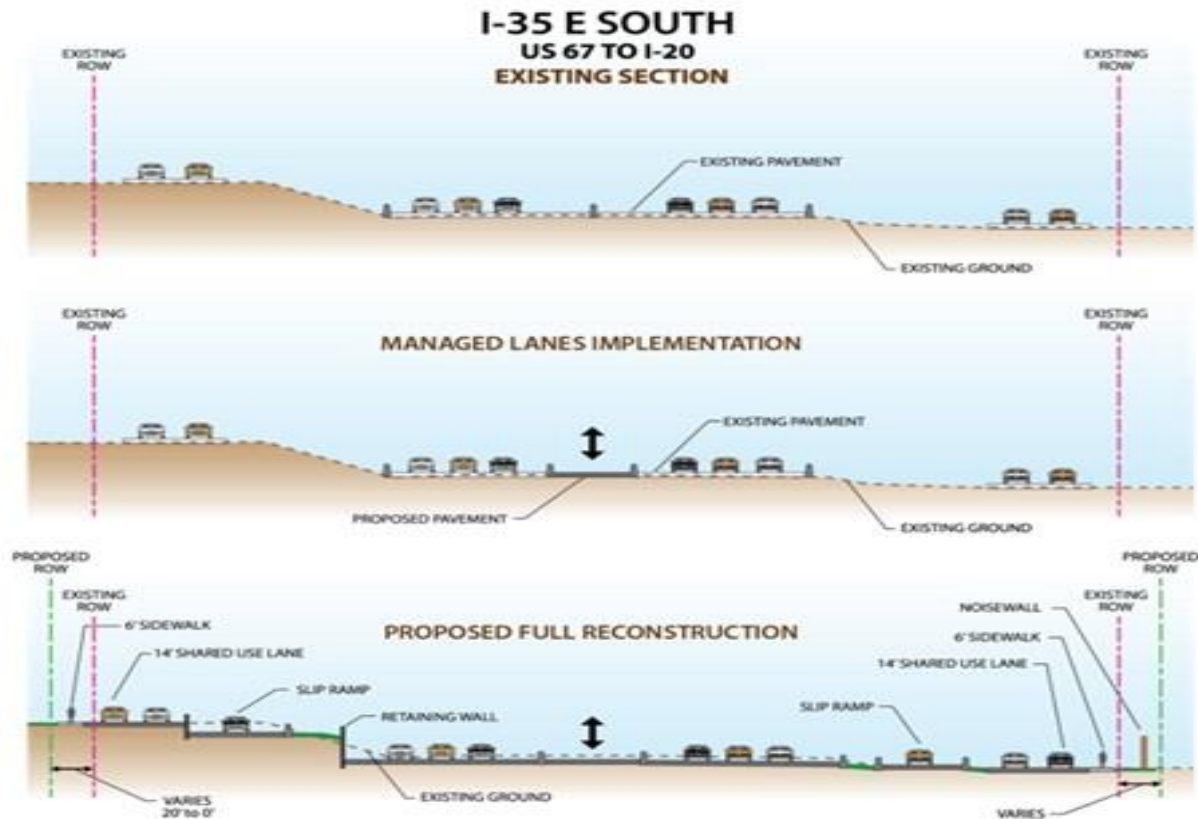 I-35 E SOUTH
US 67 TO I-20
EXISTING SECTION
EXISTING
ROW
EXISTING
ROW
EXISTING PAVEMENT
EXISTING GROUND
EXISTING
ROW
EXISTING
ROW
MANAGED LANES IMPLEMENTATION
EXISTING PAVEMENT
PROPOSED PAVEMENT
EXISTING GROUND
PROPOSED
ROW
PROPOSED
ROW
EXISTING
ROW
EXISTING
ROW
NOISEWALL
6' SIDEWALK
PROPOSED FULL RECONSTRUCTION
6' SIDEWALK
14' SHARED USE LANE
14' SHARED USE LANE
SLIP RAMP
SLIP RAMP
RETAINING WALL
EXISTING GROUND
VARIES
20' to 0'
VARIES